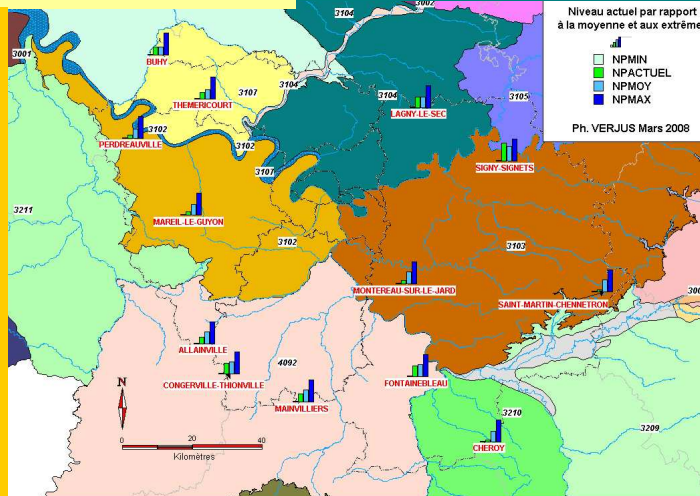 3002
Niveau actuel par rapport
à la moyenne et aux extrême
NPMIN
NPACTUEL
NPMOY
NPMAX
Ph. VERJUS Mars 2008
3104
3001
BUHY
3104
3107
THEMERICOURT
3104
3105
LAGNY-LE-SEC
3102
PERDREAUVILLE
3102
3107
SIGNY-SIGNETS
3211
MAREIL-LE-GUYON
3102
3103
MONTEREAU-SUR-LE-JARD
SAINT-MARTIN-CHENNETRON
300
ALLAINVILLE
4092
CONGERVILLE-THIONVILLE
FONTAINEBLEAU
N
MAINVILLIERS
3210
3209
0 20 40
Kilomètres
CHEROY